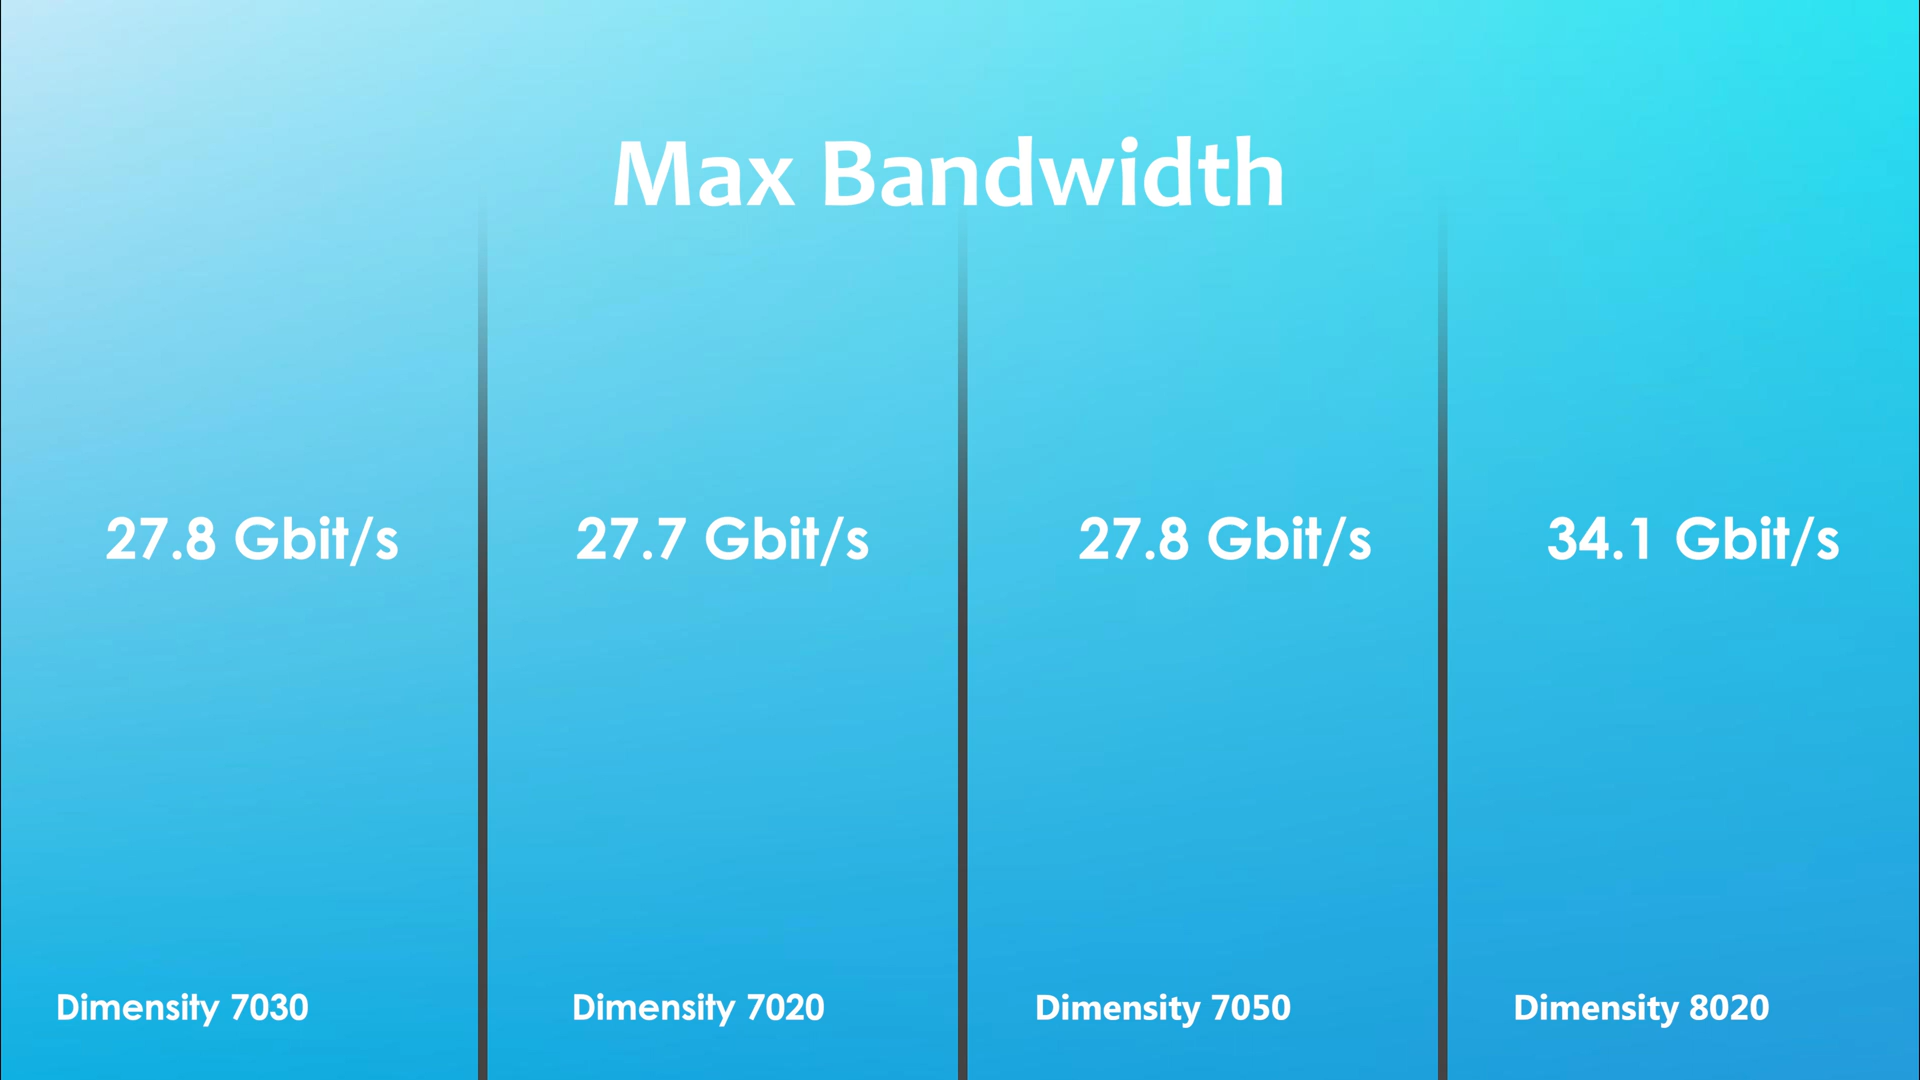 Max Bandwidth
27.8 Gbit/s
27.7 Gbit/s
27.8 Gbit/s
34.1 Gbit/s
Dimensity 7030
Dimensity 7020
Dimensity 7050
Dimensity 8020